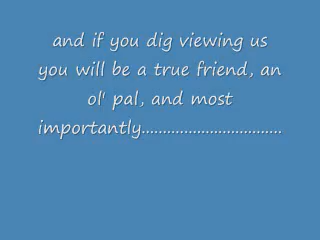 and if you dig viewing us
you will be a true friend, an
ol' pal, and most
importantly.................................